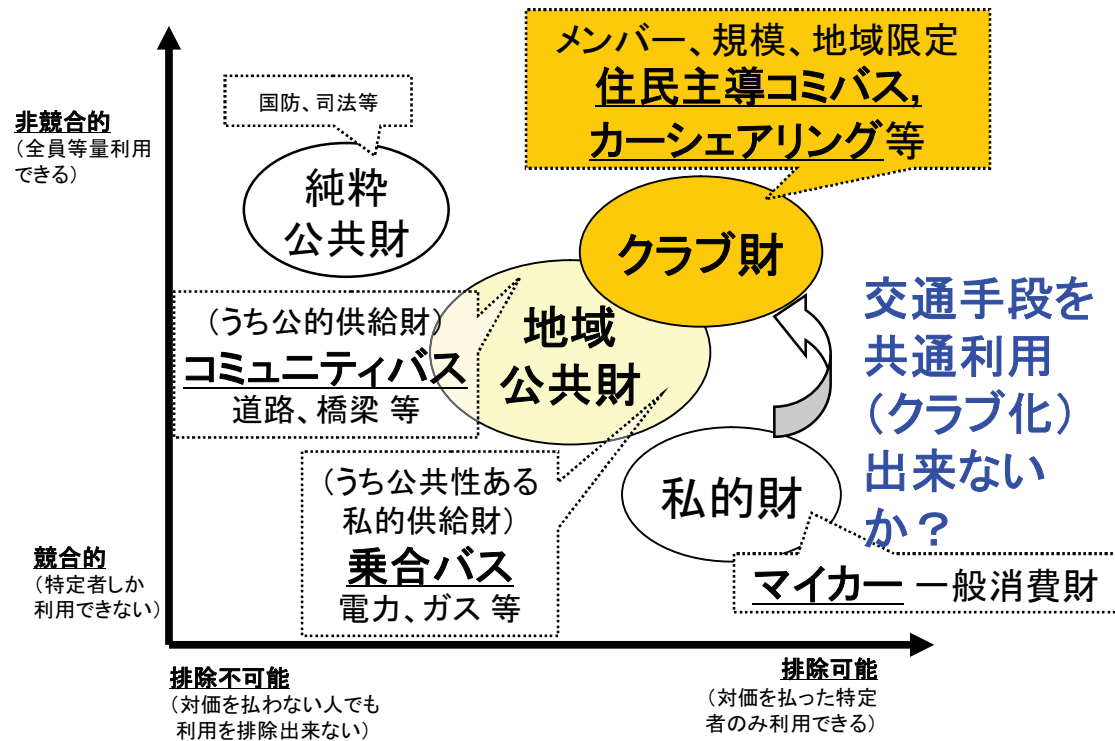 非競合的
（全員等量利用
できる）
国防、司法等
純粋
公共財
メンバー、規模、地域限定
住民主導コミバス,
カーシェアリング等
クラブ財
（うち公的供給財）
コミュニティバス
道路、橋梁 等
地域
公共財
交通手段を
共通利用
（クラブ化）
出来ない
か？
（うち公共性ある
私的供給財）
乗合バス
電力、ガス 等
私的財
マイカー 一般消費財
競合的
（特定者しか
利用できない）
排除不可能
（対価を払わない人でも
利用を排除出来ない）
排除可能
（対価を払った特定
者のみ利用できる）